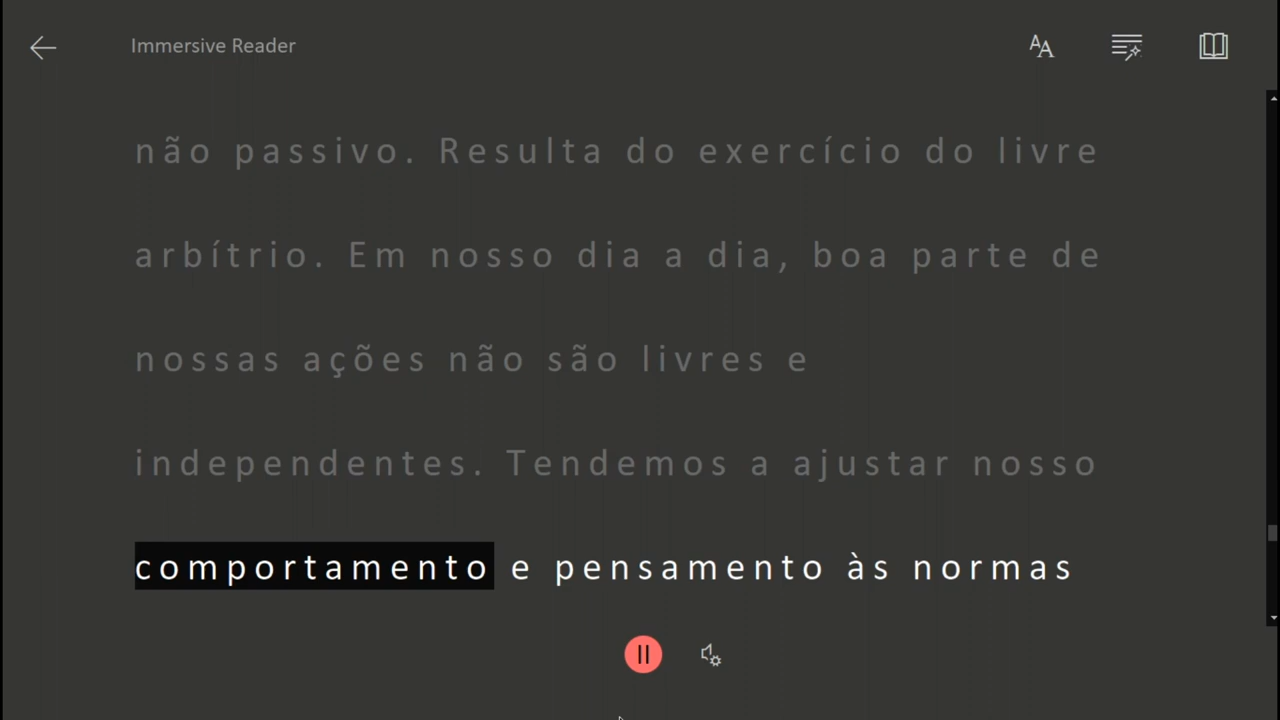 Immersive Reader
não passivo. Resulta do exercício do livre
arbítrio. Em nosso dia a dia, boa parte de
nossas ações não são livres e
independentes. Tendemos a ajustar nosso
comportamento e pensamento às normas